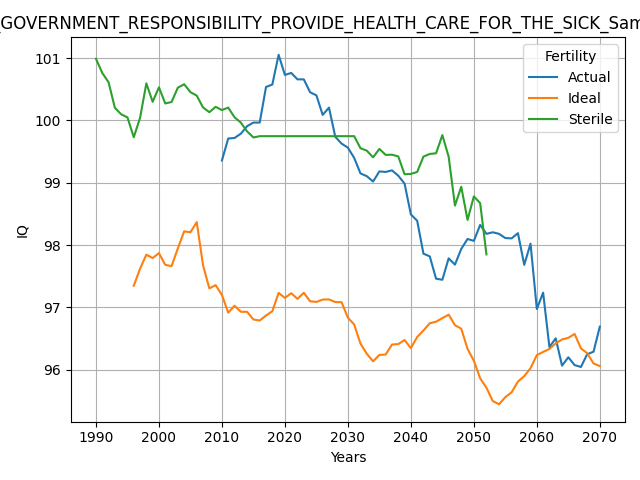 _GOVERNMENT_RESPONSIBILITY_PROVIDE_HEALTH_CARE_FOR_THE_SICK_Sam
Fertility
Actual
Ideal
Sterile
IQ
101
100
99
98
97
96
1990 2000 2010 2020 2030 2040 2050 2060 2070
Years